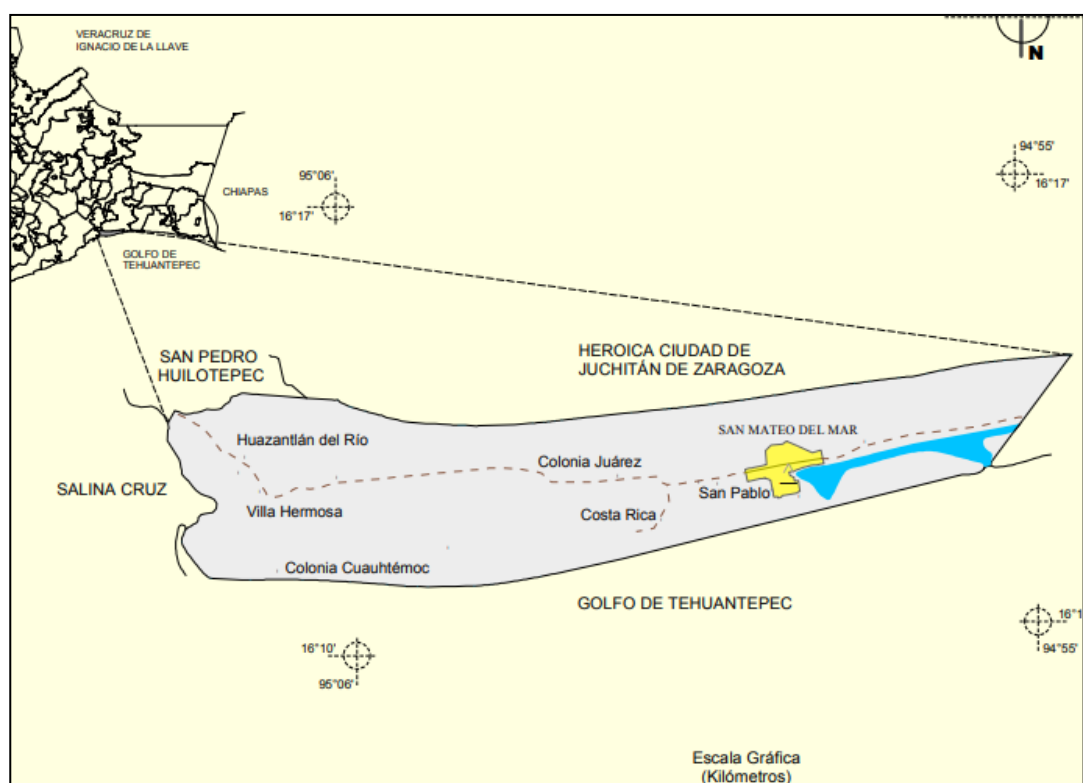 VERACRUZ DE
IGNACIO DE LA LLAVE
N
94°55'
16°17'
95°06'
16°17'
CHIAPAS
GOLFO DE
TEHUANTEPEC
SAN PEDRO
HUILOTEPEC
HEROICA CIUDAD DE
JUCHITÁN DE ZARAGOZA
SAN MATEO DEL MAR
Huazantlán del Río
Colonia Juárez
SALINA CRUZ
San Pablo
Villa Hermosa
Costa Rica
Colonia Cuauhtémoc
GOLFO DE TEHUANTEPEC
16°1
94°55'
16°10'
95°06'
Escala Gráfica
(Kilómetros)